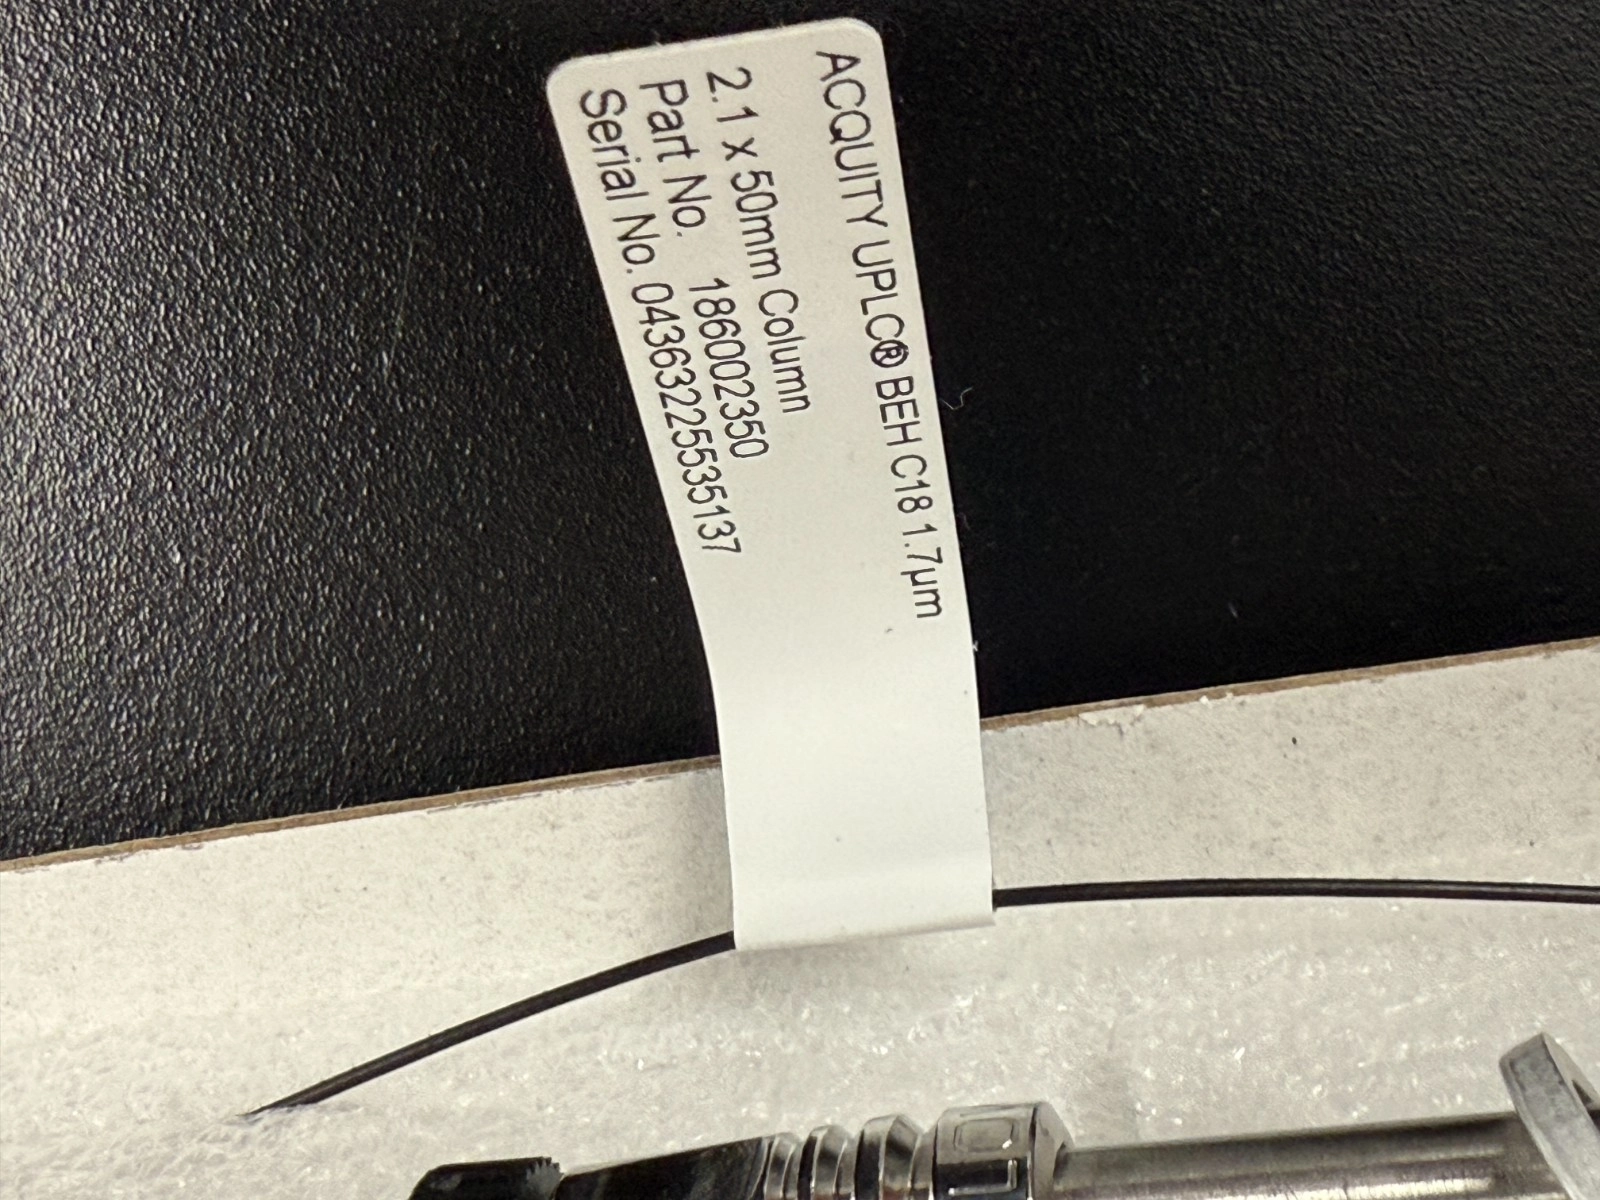 ACQUITY UPLC® BEH C18 1.7µm
2.1 x 50mm Column
Part No. 186002350
Serial No. 04363225535137